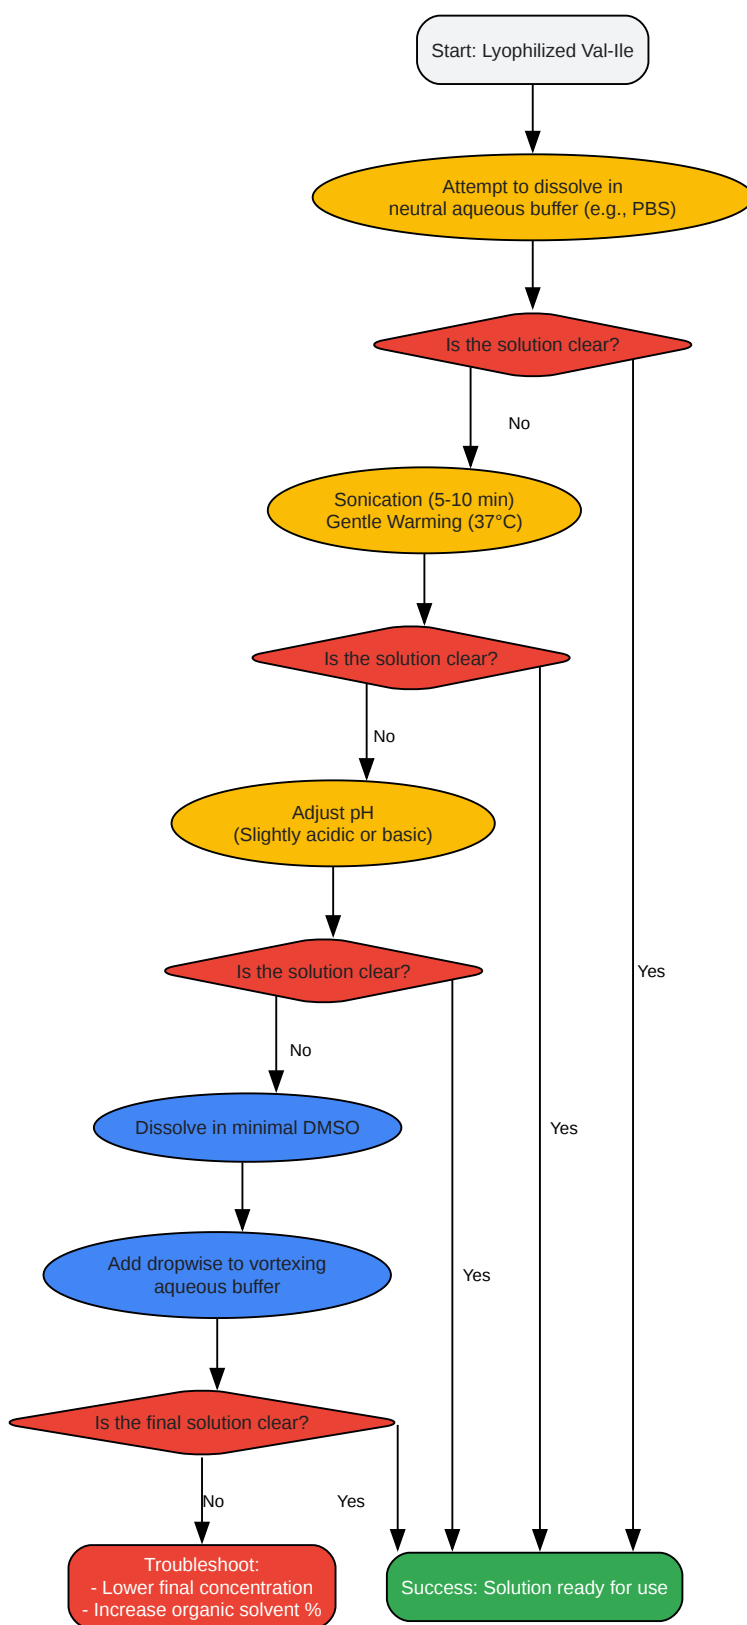 Start: Lyophilized Val-Ile
Attempt to dissolve in
neutral aqueous buffer (e.g., PBS)
Is the solution clear?
No
Sonication (5-10 min)
Gentle Warming (37°C)
Is the solution clear?
No
Adjust pH
(Slightly acidic or basic)
Is the solution clear?
Yes
No
Dissolve in minimal DMSO
Yes
Add dropwise to vortexing
aqueous buffer
Yes
Is the final solution clear?
No
Yes
Troubleshoot:
- Lower final concentration
- Increase organic solvent %
Success: Solution ready for use